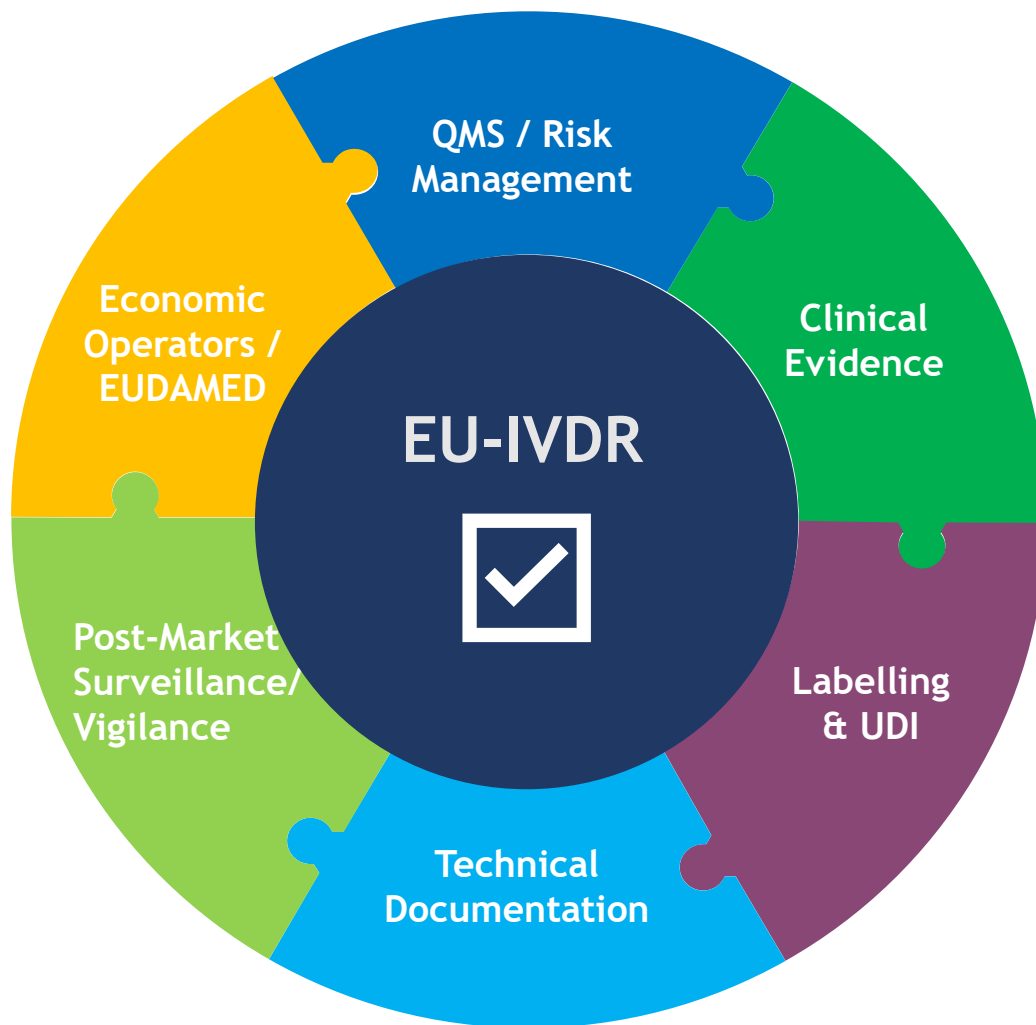 QMS / Risk
Management
Clinical
Evidence
Labelling
& UDI
Technical
Documentation
Post-Market
Surveillance/
Vigilance
Economic
Operators /
EUDAMED
EU-IVDR